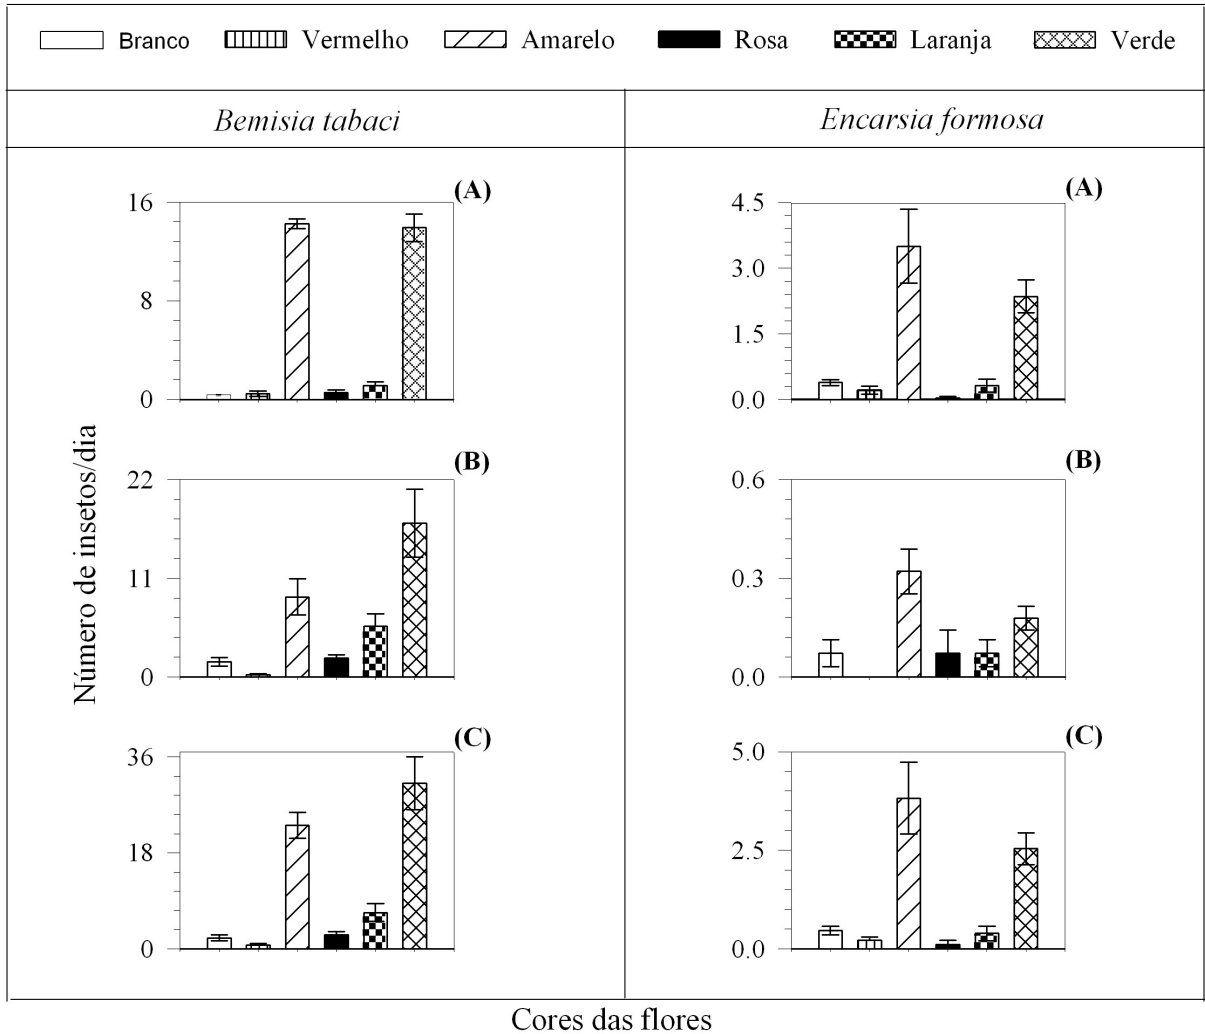 Branco Vermelho Amarelo Rosa Laranja Verde
Bemisia tabaci
Encarsia formosa
(A)
16
8
0
(A)
4.5
3.0
1.5
0.0
Número de insetos/dia
(B)
22
11
0
(B)
0.6
0.3
0.0
(C)
36
18
0
(C)
5.0
2.5
0.0
Cores das flores